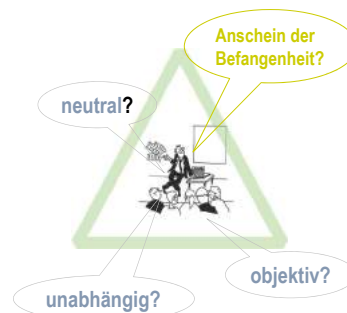 Anschein der
Befangenheit?
neutral?
objektiv?
unabhängig?